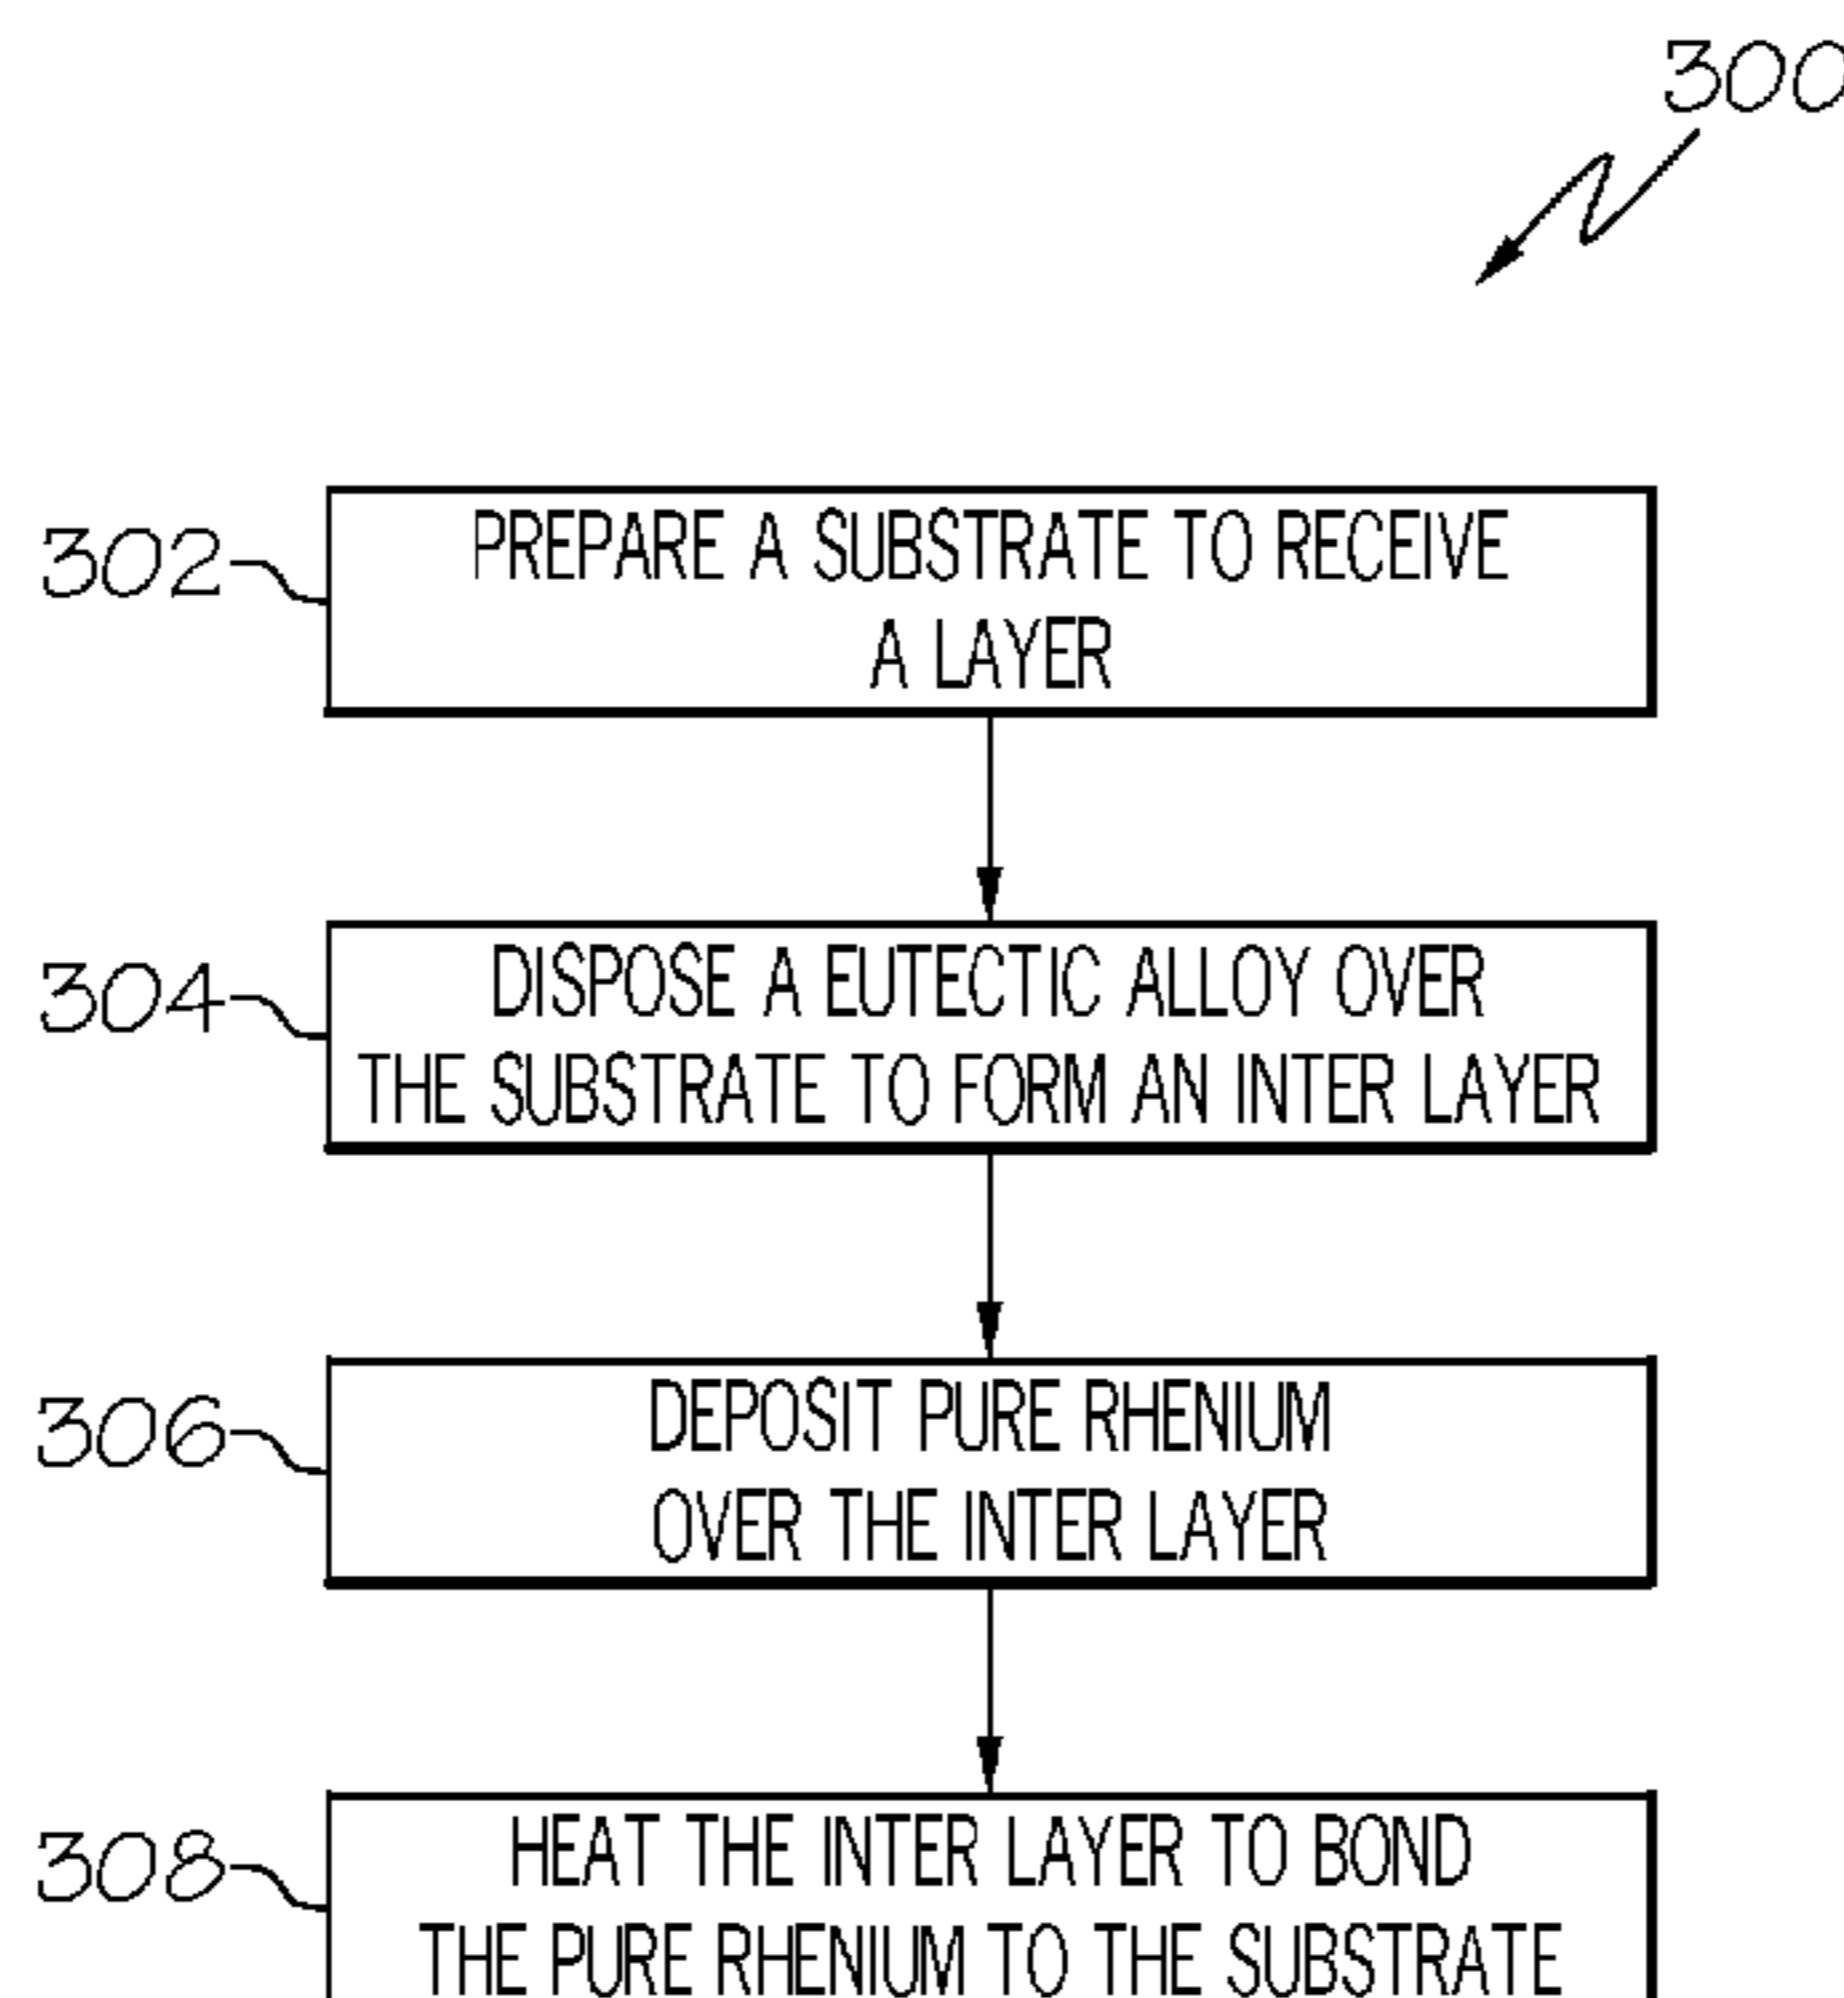 300
302
PREPARE A SUBSTRATE TO RECEIVE
A LAYER
304
DISPOSE A EUTECTIC ALLOY OVER
THE SUBSTRATE TO FORM AN INTER LAYER
306
DEPOSIT PURE RHENIUM
OVER THE INTER LAYER
308
HEAT THE INTER LAYER TO BOND
THE PURE RHENIUM TO THE SUBSTRATE